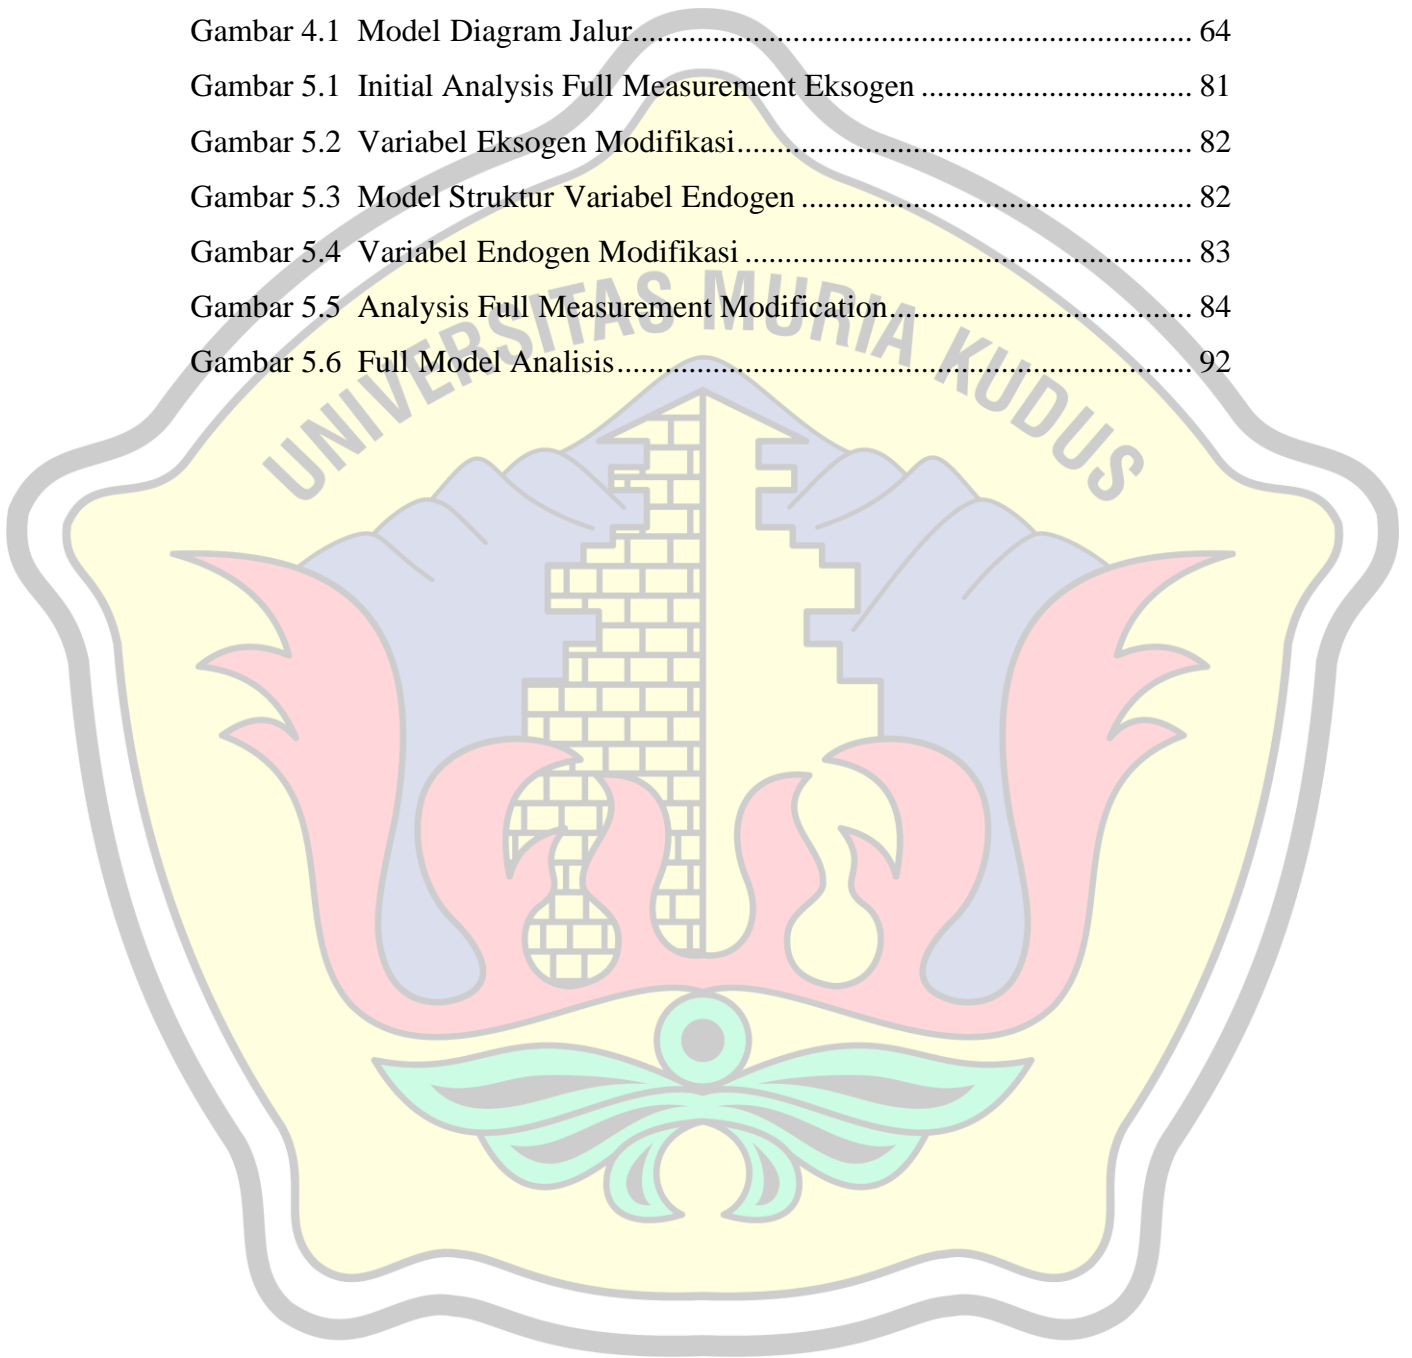 Gambar 4.1 Model Diagram Jalur...................................................................... 64
Gambar 5.1 Initial Analysis Full Measurement Eksogen .................................. 81
Gambar 5.2 Variabel Eksogen Modifikasi......................................................... 82
Gambar 5.3 Model Struktur Variabel Endogen ................................................. 82
Gambar 5.4 Variabel Endogen Modifikasi ........................................................ 83
Gambar 5.5 Analysis Full Measurement Modification...................................... 84
Gambar 5.6 Full Model Analisis........................................................................ 92
UNIVERSITAS MURIA KUDUS